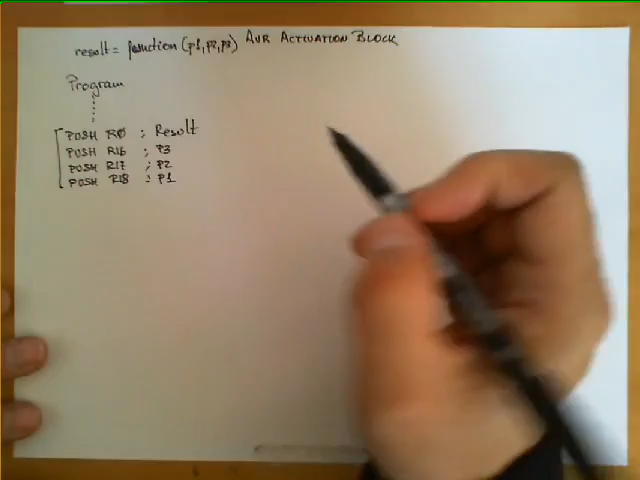 result= function (p1,p2,p3) AVR ACTIVATION BLOCK
Program
PUSH R0 ; Result
PUSH R16 ; P3
PUSH R17 ; P2
PUSH R18 ; P1